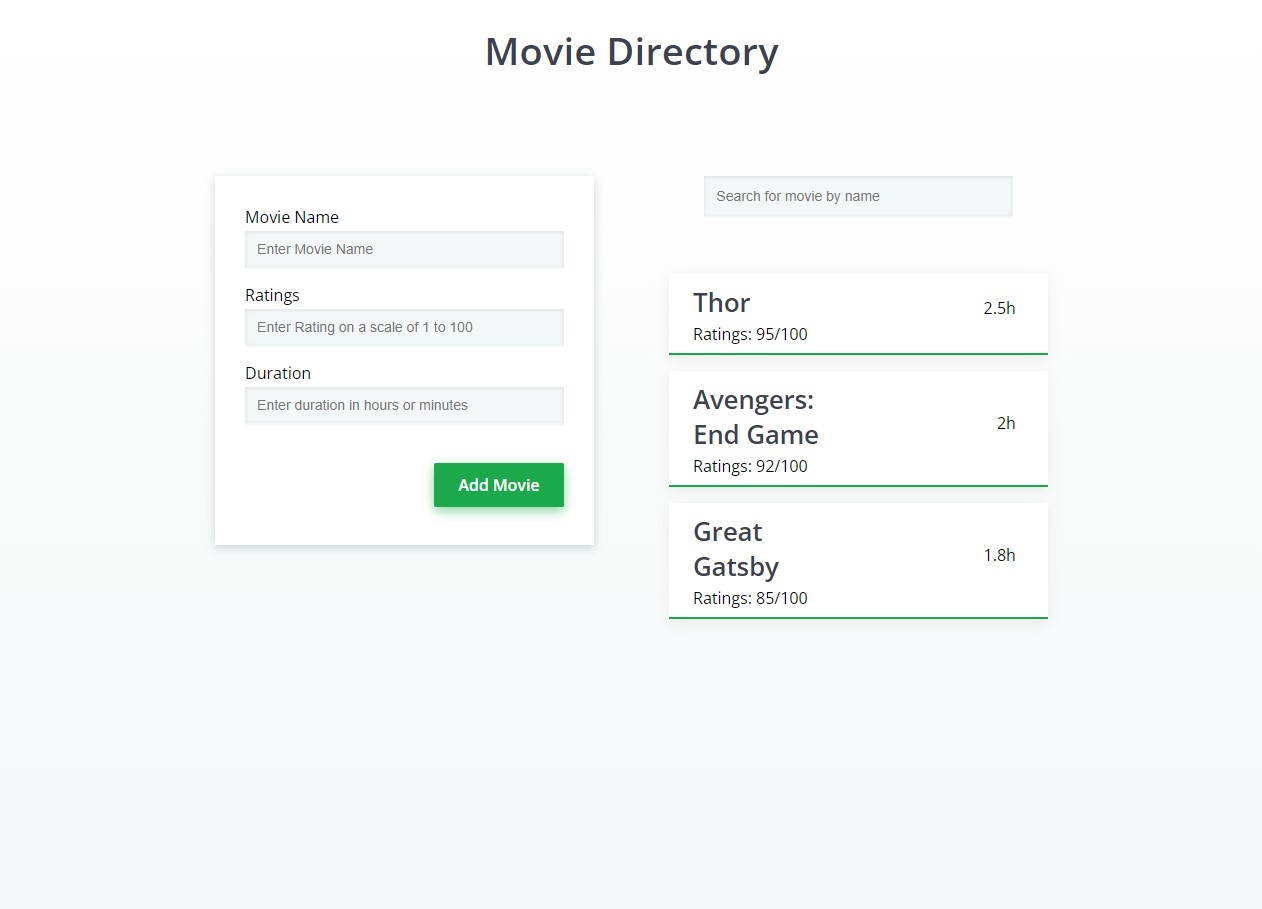 Movie Directory
Movie Name
Enter Movie Name
Ratings
Enter Rating on a scale of 1 to 100
Duration
Enter duration in hours or minutes
Add Movie
Search for movie by name
Thor
2.5h
Ratings: 95/100
Avengers:
End Game
2h
Ratings: 92/100
Great
Gatsby
1.8h
Ratings: 85/100